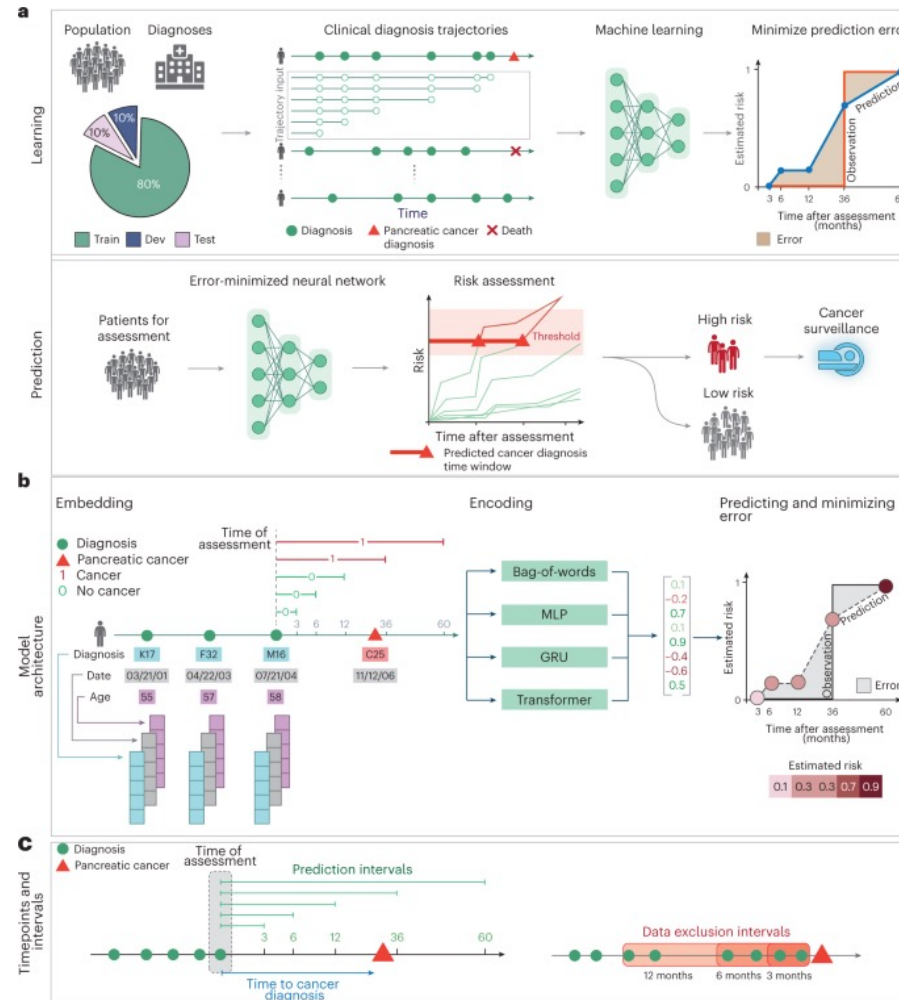 a
Learning
Population
Diagnoses
10%
10%
80%
Train
Dev
Test
Clinical diagnosis trajectories
Trajectory input
Time
Diagnosis
Pancreatic cancer
diagnosis
Death
Machine learning
Minimize prediction error
Estimated risk
1
0
Observation
Prediction
3 6 12 36 6
Time after assessment
(months)
Error
Prediction
Error-minimized neural network
Patients for
assessment
Risk assessment
Risk
Threshold
Time after assessment
Predicted cancer diagnosis
time window
High risk
Low risk
Cancer
surveillance
b
Model
architecture
Embedding
Diagnosis
Pancreatic cancer
1 Cancer
0 No cancer
Time of
assessment
1
1
0
0
0
3 6 12 36 60
Diagnosis K17 F32 M16 C25
Date 03/21/01 04/22/03 07/21/04 11/12/06
Age 55 57 58
Encoding
Bag-of-words
MLP
GRU
Transformer
0.1
−0.2
0.7
0.1
0.9
−0.4
−0.6
0.5
Predicting and minimizing
error
Estimated risk
1
0
Observation
Prediction
Error
3 6 12 36 60
Time after assessment
(months)
Estimated risk
0.1 0.3 0.3 0.7 0.9
c
Timepoints and
intervals
Diagnosis
Pancreatic cancer
Time of
assessment
Prediction intervals
3 6 12 36 60
Time to cancer
diagnosis
Data exclusion intervals
12 months 6 months 3 months